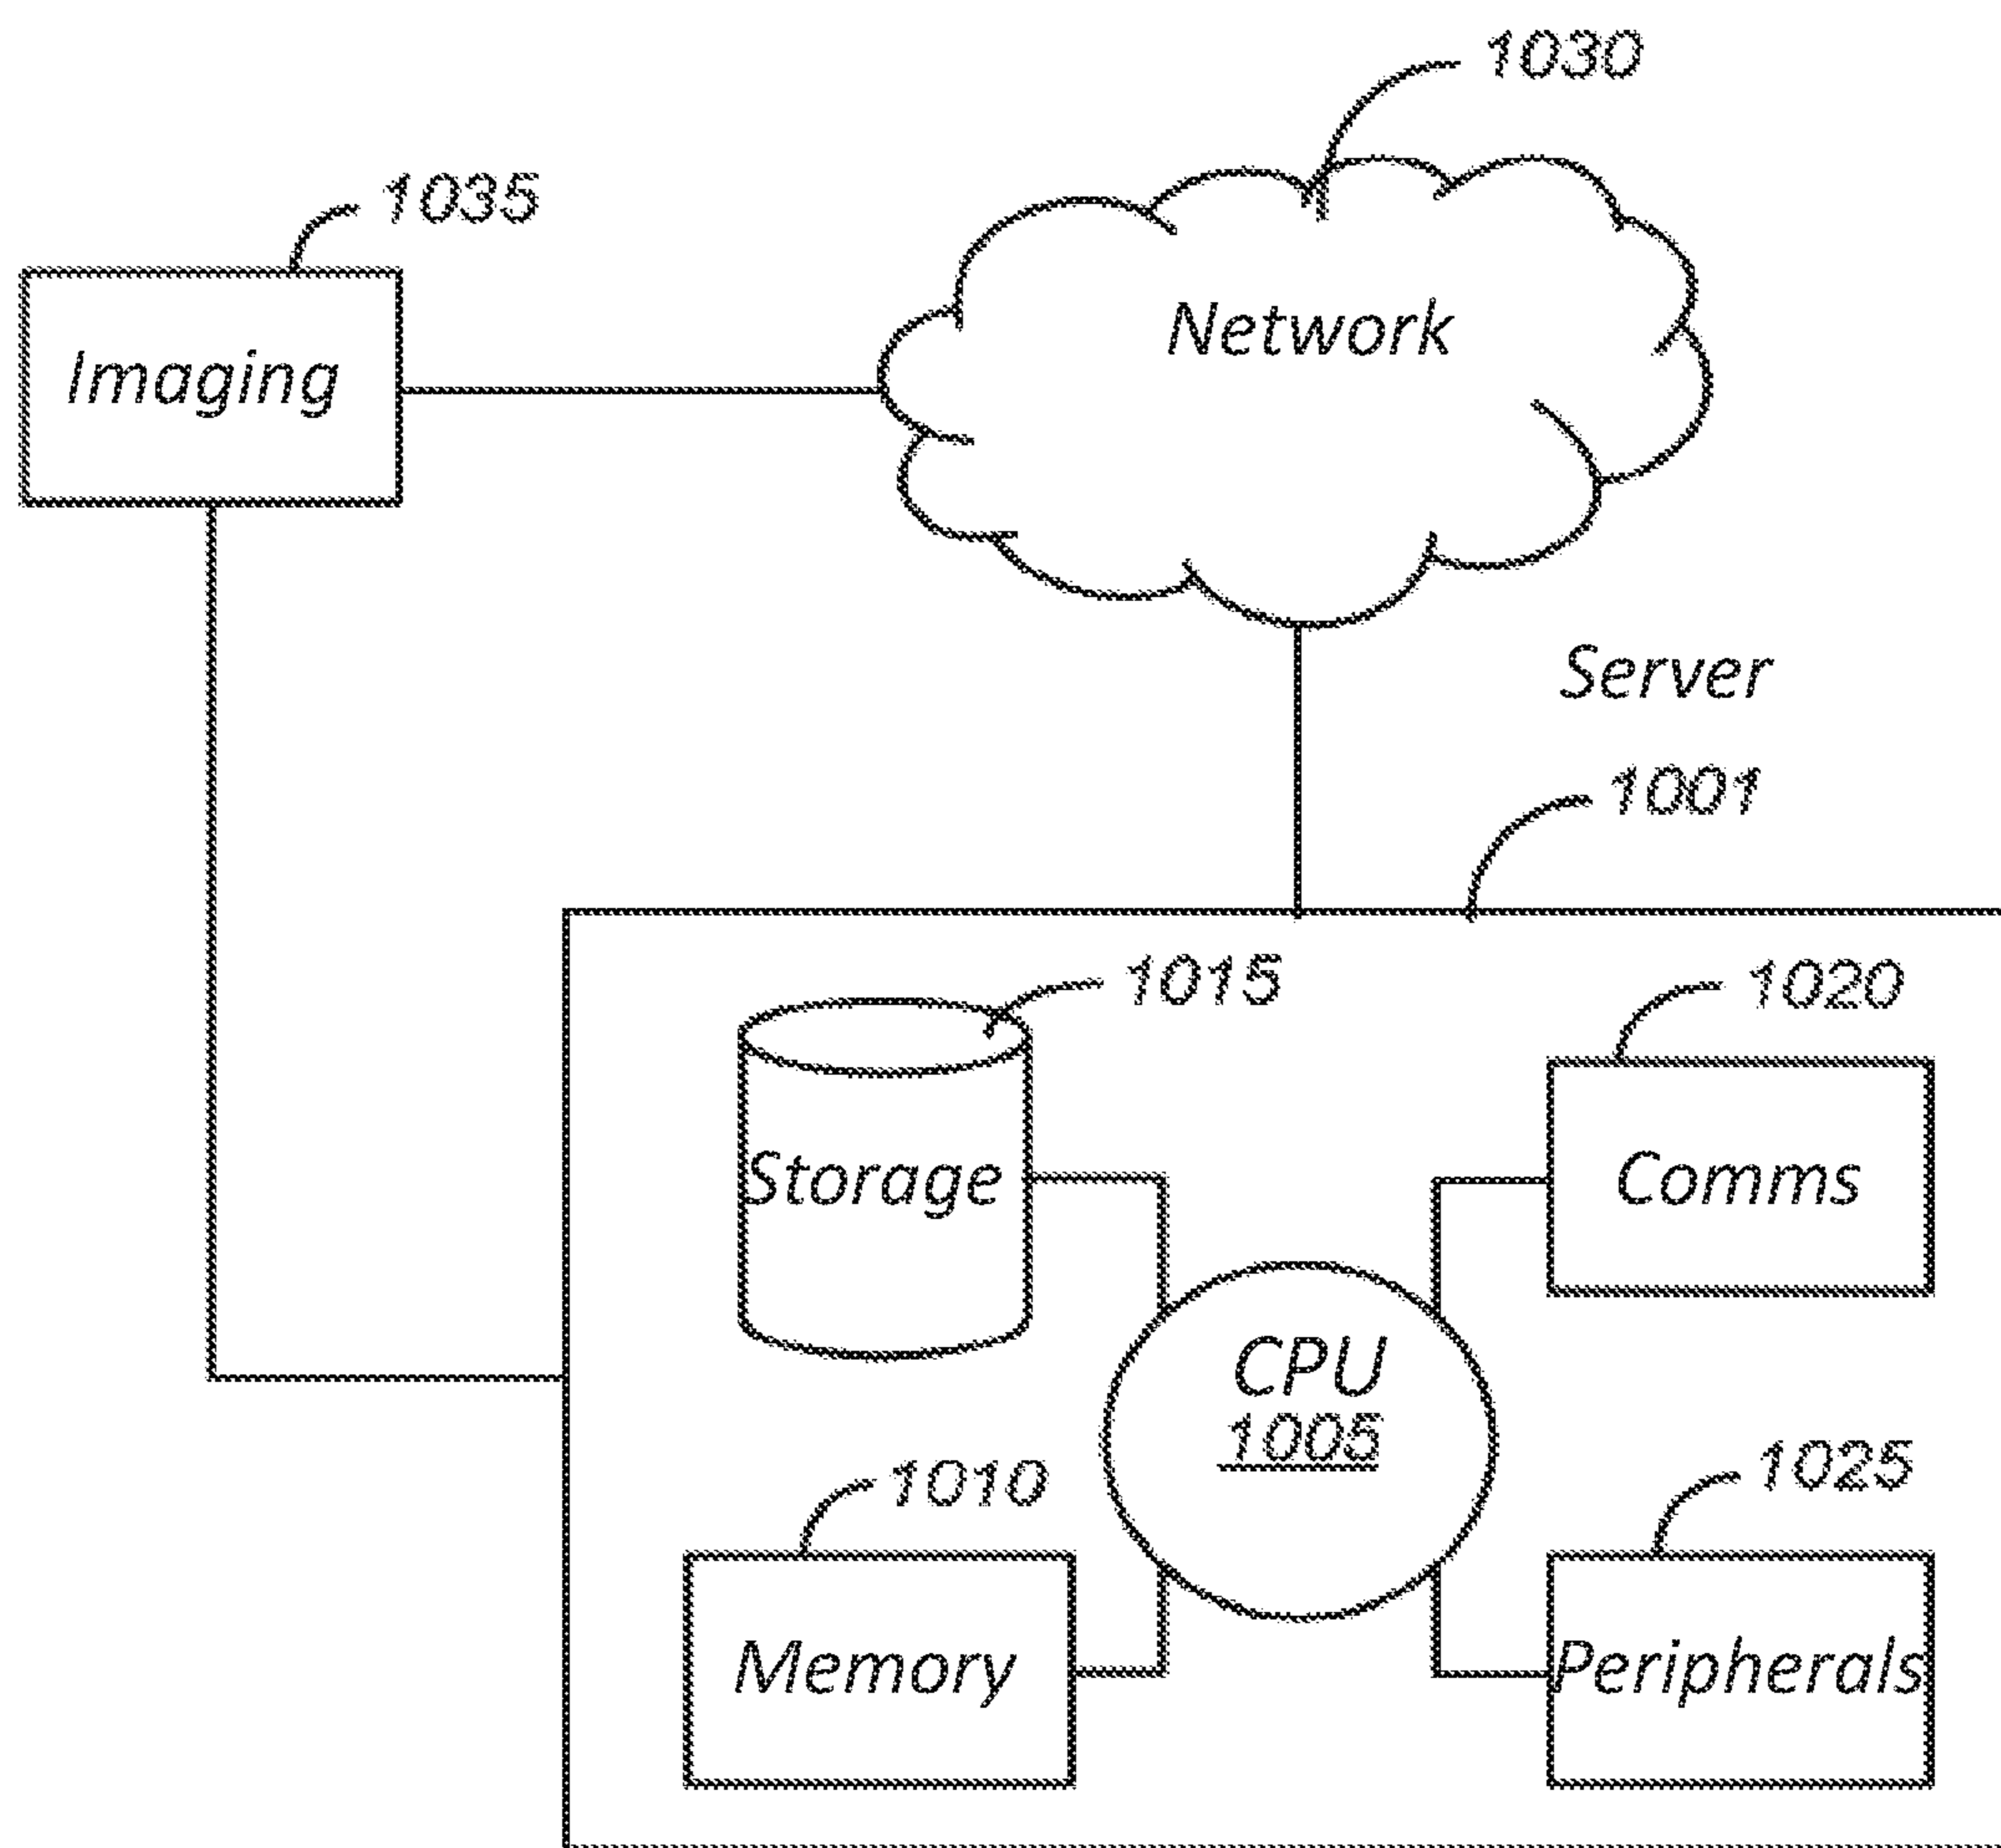 1030
1035
Network
Imaging
Server
1001
1015
1020
Storage
Comms
CPU
1005
1010
1025
Memory
Peripherals